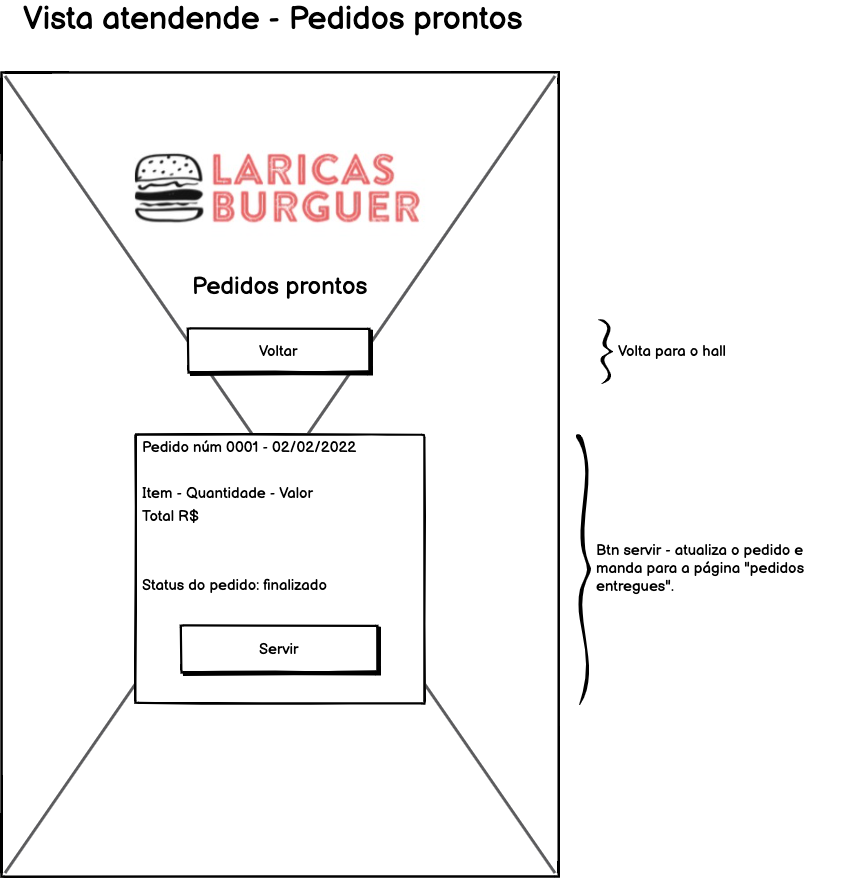 Vista atendende - Pedidos prontos
LARICAS
BURGUER
Pedidos prontos
Voltar
Volta para o hall
Pedido núm 0001 - 02/02/2022
Item - Quantidade - Valor
Total R$
Status do pedido: finalizado
Servir
Btn servir - atualiza o pedido e
manda para a página "pedidos
entregues".